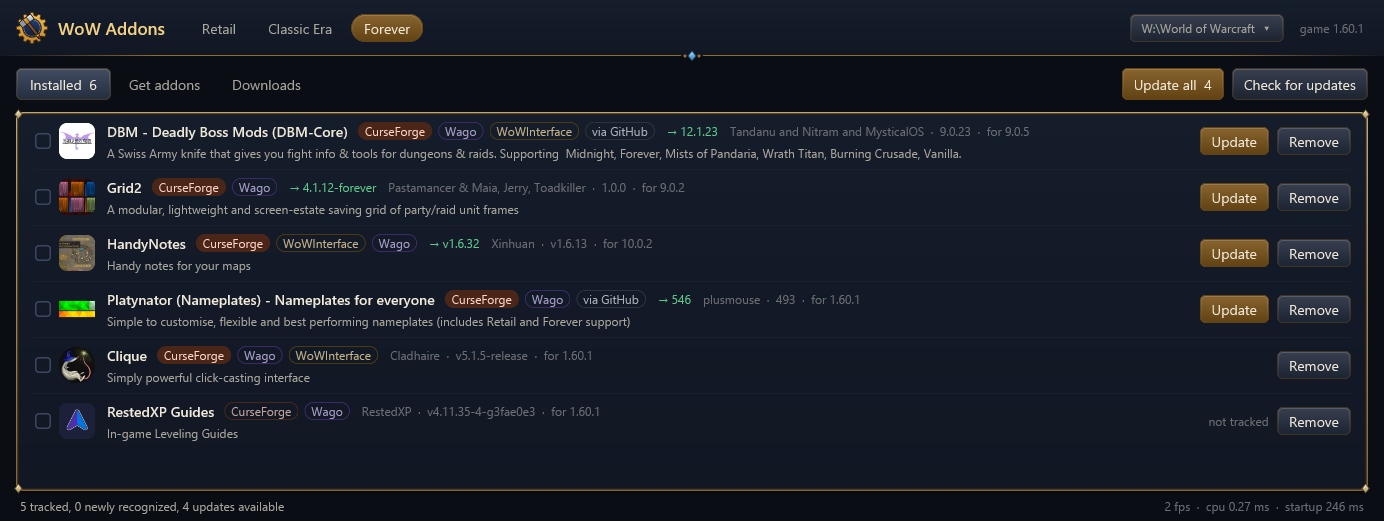 WoW Addons Retail Classic Era Forever W:\World of Warcraft ▾ game 1.60.1
Installed 6 Get addons Downloads Update all 4 Check for updates
DBM - Deadly Boss Mods (DBM-Core) CurseForge Wago WoWInterface via GitHub → 12.1.23 Tandanu and Nitram and MysticalOS · 9.0.23 · for 9.0.5 Update Remove
A Swiss Army knife that gives you fight info & tools for dungeons & raids. Supporting  Midnight, Forever, Mists of Pandaria, Wrath Titan, Burning Crusade, Vanilla.
Grid2 CurseForge Wago → 4.1.12-forever Pastamancer & Maia, Jerry, Toadkiller · 1.0.0 · for 9.0.2 Update Remove
A modular, lightweight and screen-estate saving grid of party/raid unit frames
HandyNotes CurseForge WoWInterface Wago → v1.6.32 Xinhuan · v1.6.13 · for 10.0.2 Update Remove
Handy notes for your maps
Platynator (Nameplates) - Nameplates for everyone CurseForge Wago via GitHub → 546 plusmouse · 493 · for 1.60.1 Update Remove
Simple to customise, flexible and best performing nameplates (includes Retail and Forever support)
Clique CurseForge Wago WoWInterface Cladhaire · v5.1.5-release · for 1.60.1 Remove
Simply powerful click-casting interface
RestedXP Guides CurseForge Wago RestedXP · v4.11.35-4-g3fae0e3 · for 1.60.1 not tracked Remove
In-game Leveling Guides
5 tracked, 0 newly recognized, 4 updates available 2 fps · cpu 0.27 ms · startup 246 ms